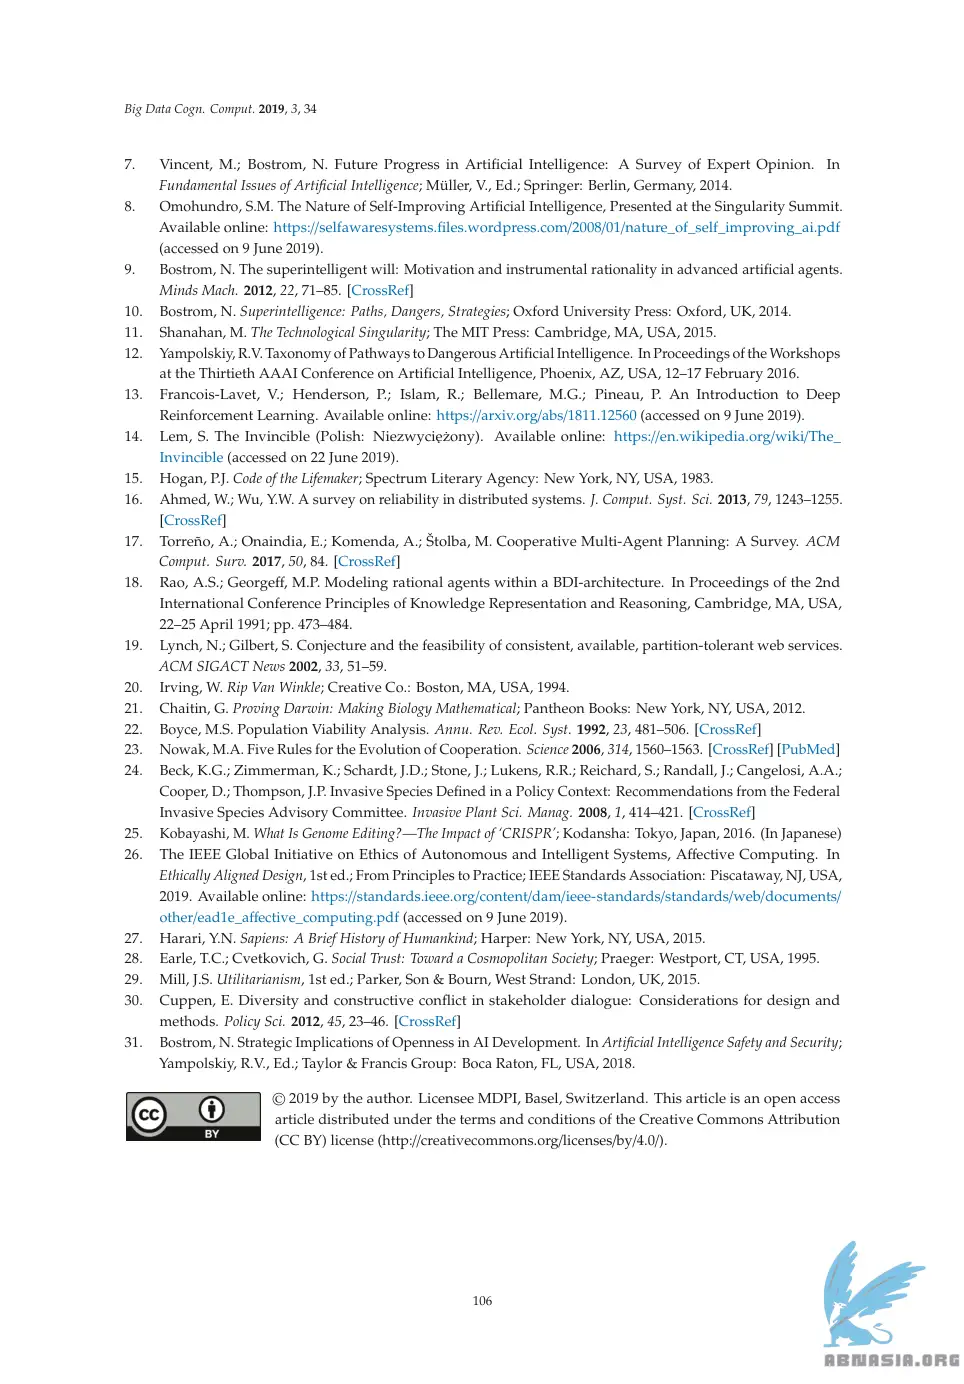 Big Data Cogn. Comput. 2019, 3, 34
7. Vincent, M.; Bostrom, N. Future Progress in Artificial Intelligence: A Survey of Expert Opinion. In
Fundamental Issues of Artificial Intelligence; Müller, V., Ed.; Springer: Berlin, Germany, 2014.
8. Omohundro, S.M. The Nature of Self-Improving Artificial Intelligence, Presented at the Singularity Summit.
Available online: https://selfawaresystems.files.wordpress.com/2008/01/nature_of_self_improving_ai.pdf
(accessed on 9 June 2019).
9. Bostrom, N. The superintelligent will: Motivation and instrumental rationality in advanced artificial agents.
Minds Mach. 2012, 22, 71–85. [CrossRef]
10. Bostrom, N. Superintelligence: Paths, Dangers, Strategies; Oxford University Press: Oxford, UK, 2014.
11. Shanahan, M. The Technological Singularity; The MIT Press: Cambridge, MA, USA, 2015.
12. Yampolskiy, R.V. Taxonomy of Pathways to Dangerous Artificial Intelligence. In Proceedings of the Workshops
at the Thirtieth AAAI Conference on Artificial Intelligence, Phoenix, AZ, USA, 12–17 February 2016.
13. Francois-Lavet, V.; Henderson, P.; Islam, R.; Bellemare, M.G.; Pineau, P. An Introduction to Deep
Reinforcement Learning. Available online: https://arxiv.org/abs/1811.12560 (accessed on 9 June 2019).
14. Lem, S. The Invincible (Polish: Niezwyciężony). Available online: https://en.wikipedia.org/wiki/The_
Invincible (accessed on 22 June 2019).
15. Hogan, P.J. Code of the Lifemaker; Spectrum Literary Agency: New York, NY, USA, 1983.
16. Ahmed, W.; Wu, Y.W. A survey on reliability in distributed systems. J. Comput. Syst. Sci. 2013, 79, 1243–1255.
[CrossRef]
17. Torreño, A.; Onaindia, E.; Komenda, A.; Štolba, M. Cooperative Multi-Agent Planning: A Survey. ACM
Comput. Surv. 2017, 50, 84. [CrossRef]
18. Rao, A.S.; Georgeff, M.P. Modeling rational agents within a BDI-architecture. In Proceedings of the 2nd
International Conference Principles of Knowledge Representation and Reasoning, Cambridge, MA, USA,
22–25 April 1991; pp. 473–484.
19. Lynch, N.; Gilbert, S. Conjecture and the feasibility of consistent, available, partition-tolerant web services.
ACM SIGACT News 2002, 33, 51–59.
20. Irving, W. Rip Van Winkle; Creative Co.: Boston, MA, USA, 1994.
21. Chaitin, G. Proving Darwin: Making Biology Mathematical; Pantheon Books: New York, NY, USA, 2012.
22. Boyce, M.S. Population Viability Analysis. Annu. Rev. Ecol. Syst. 1992, 23, 481–506. [CrossRef]
23. Nowak, M.A. Five Rules for the Evolution of Cooperation. Science 2006, 314, 1560–1563. [CrossRef] [PubMed]
24. Beck, K.G.; Zimmerman, K.; Schardt, J.D.; Stone, J.; Lukens, R.R.; Reichard, S.; Randall, J.; Cangelosi, A.A.;
Cooper, D.; Thompson, J.P. Invasive Species Defined in a Policy Context: Recommendations from the Federal
Invasive Species Advisory Committee. Invasive Plant Sci. Manag. 2008, 1, 414–421. [CrossRef]
25. Kobayashi, M. What Is Genome Editing?—The Impact of ‘CRISPR’; Kodansha: Tokyo, Japan, 2016. (In Japanese)
26. The IEEE Global Initiative on Ethics of Autonomous and Intelligent Systems, Affective Computing. In
Ethically Aligned Design, 1st ed.; From Principles to Practice; IEEE Standards Association: Piscataway, NJ, USA,
2019. Available online: https://standards.ieee.org/content/dam/ieee-standards/standards/web/documents/
other/ead1e_affective_computing.pdf (accessed on 9 June 2019).
27. Harari, Y.N. Sapiens: A Brief History of Humankind; Harper: New York, NY, USA, 2015.
28. Earle, T.C.; Cvetkovich, G. Social Trust: Toward a Cosmopolitan Society; Praeger: Westport, CT, USA, 1995.
29. Mill, J.S. Utilitarianism, 1st ed.; Parker, Son & Bourn, West Strand: London, UK, 2015.
30. Cuppen, E. Diversity and constructive conflict in stakeholder dialogue: Considerations for design and
methods. Policy Sci. 2012, 45, 23–46. [CrossRef]
31. Bostrom, N. Strategic Implications of Openness in AI Development. In Artificial Intelligence Safety and Security;
Yampolskiy, R.V., Ed.; Taylor & Francis Group: Boca Raton, FL, USA, 2018.
© 2019 by the author. Licensee MDPI, Basel, Switzerland. This article is an open access
article distributed under the terms and conditions of the Creative Commons Attribution
(CC BY) license (http://creativecommons.org/licenses/by/4.0/).
cc
BY
106
ABNASIA.ORG